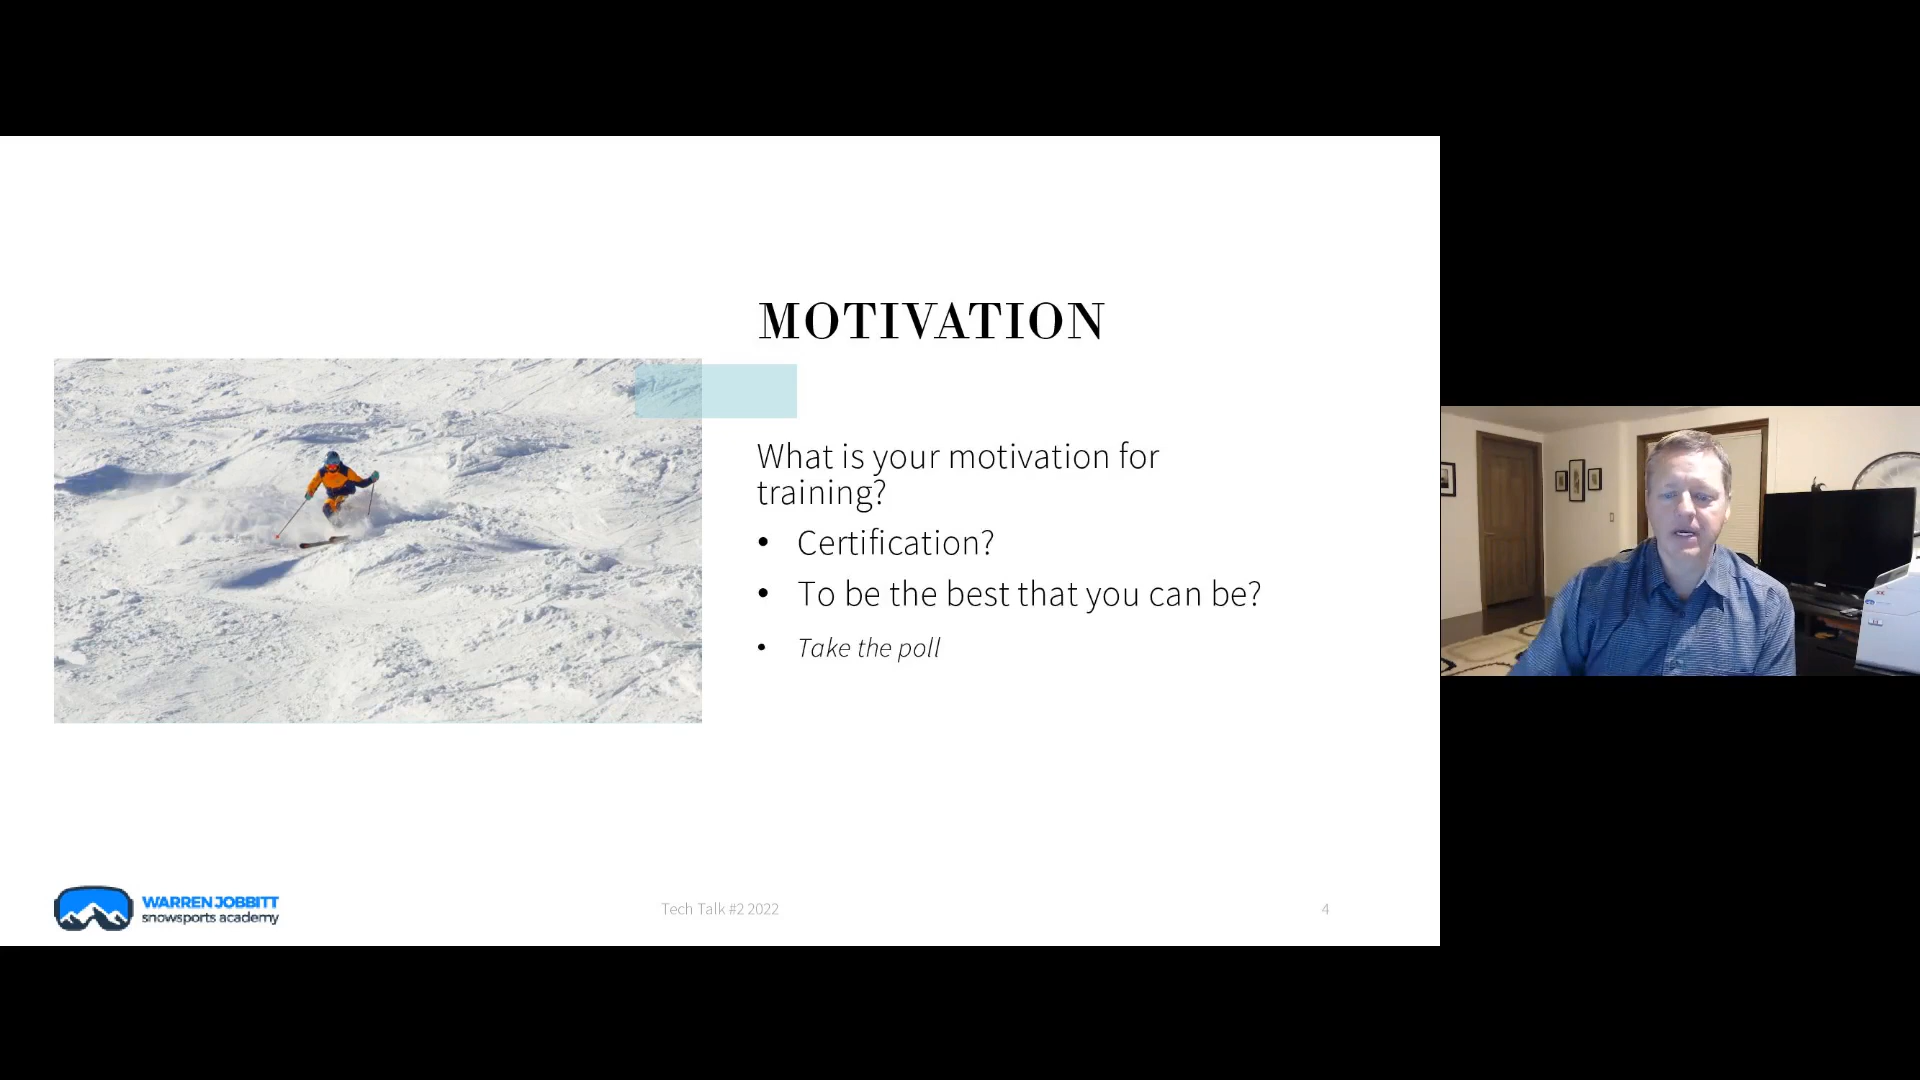 MOTIVATION
What is your motivation for
training?
• Certification?
• To be the best that you can be?
• Take the poll
WARREN JOBBITT
snowsports academy
Tech Talk #2 2022
4